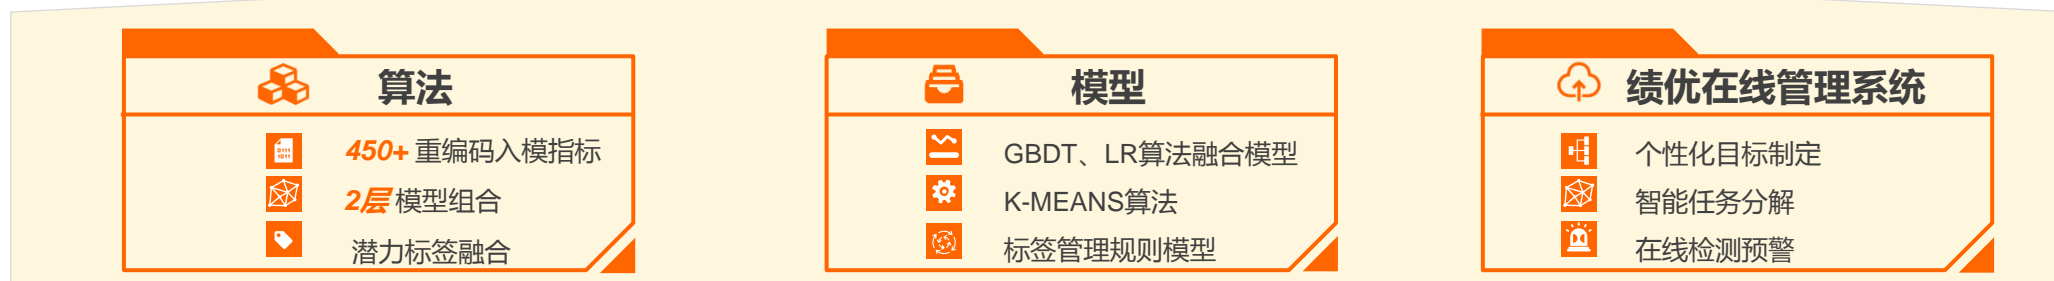 算法
450+ 重编码入模指标
2层 模型组合
潜力标签融合
模型
GBDT、LR算法融合模型
K-MEANS算法
标签管理规则模型
绩优在线管理系统
个性化目标制定
智能任务分解
在线检测预警